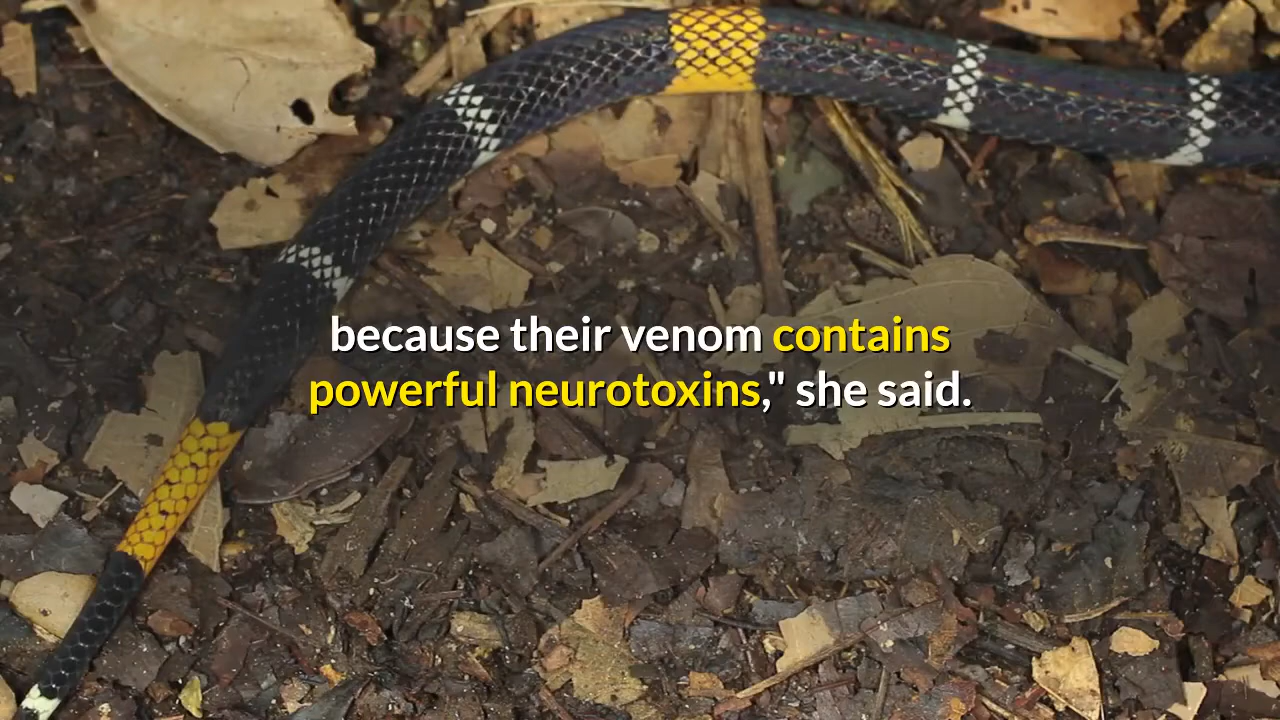 because their venom contains
powerful neurotoxins," she said.